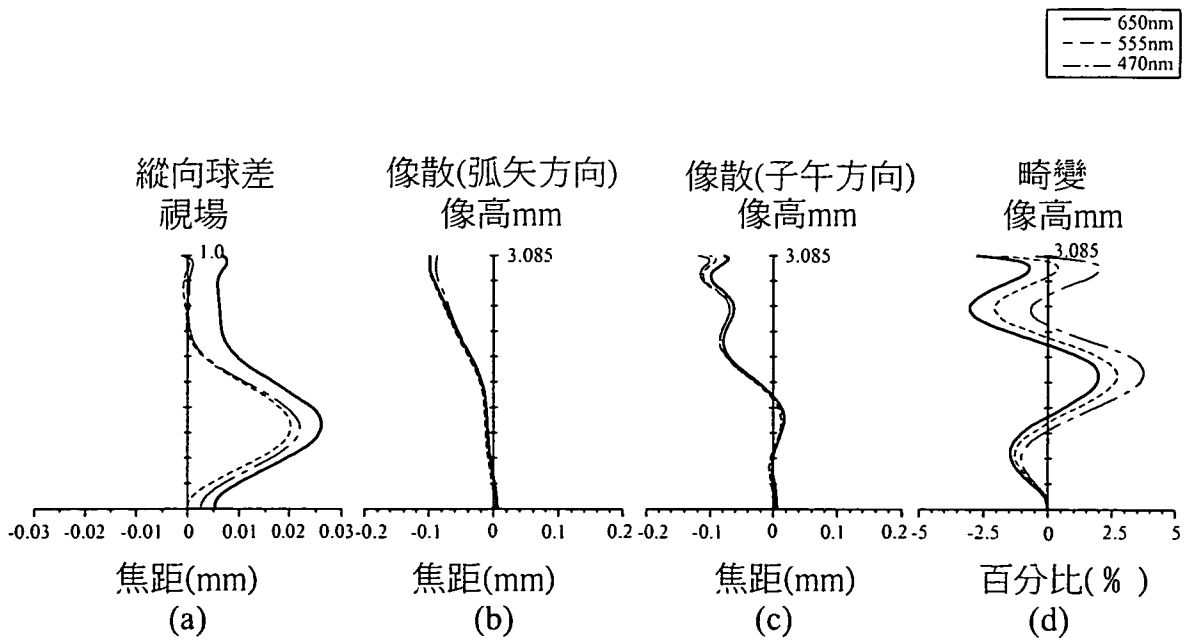 650nm
555nm
470nm
縱向球差
視場
像散(弧矢方向)
像高mm
像散(子午方向)
像高mm
畸變
像高mm
1.0
3.085
3.085
3.085
-0.03 -0.02 -0.01 0 0.01 0.02 0.03
-0.2 -0.1 0 0.1 0.2
-0.2 -0.1 0 0.1 0.2
-5 -2.5 0 2.5 5
焦距(mm)
焦距(mm)
焦距(mm)
百分比(% )
(a)
(b)
(c)
(d)